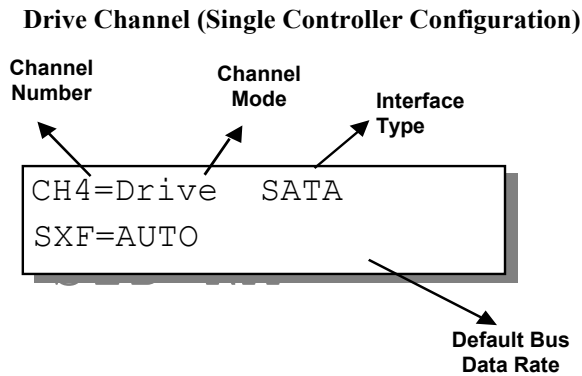 Drive Channel (Single Controller Configuration)
Channel
Number
Channel
Mode
Interface
Type
CH4=Drive SATA
SXF=AUTO
Default Bus
Data Rate